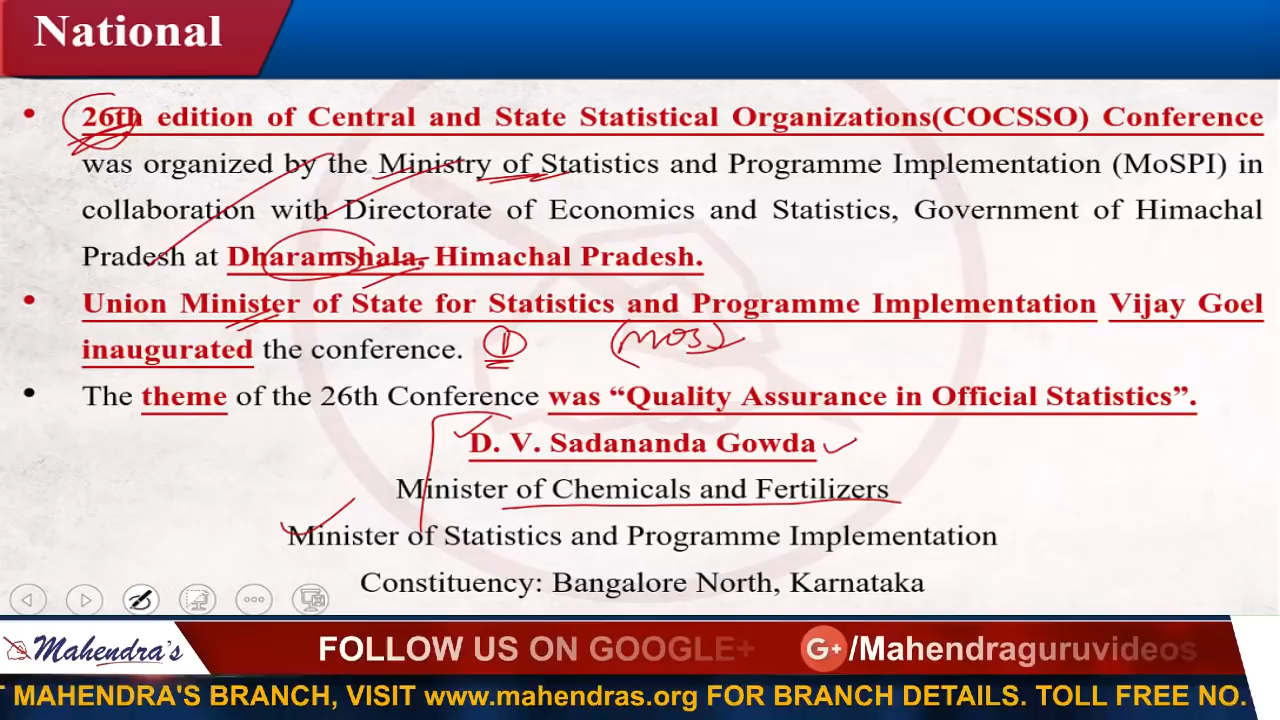 National
• 26th edition of Central and State Statistical Organizations(COCSSO) Conference
was organized by the Ministry of Statistics and Programme Implementation (MoSPI) in
collaboration with Directorate of Economics and Statistics, Government of Himachal
Pradesh at Dharamshala, Himachal Pradesh.
• Union Minister of State for Statistics and Programme Implementation Vijay Goel
inaugurated the conference. 1 (MOS)
• The theme of the 26th Conference was “Quality Assurance in Official Statistics”.
D. V. Sadananda Gowda
Minister of Chemicals and Fertilizers
Minister of Statistics and Programme Implementation
Constituency: Bangalore North, Karnataka
Mahendra's FOLLOW US ON GOOGLE+ G+/Mahendraguruvideos
T MAHENDRA'S BRANCH, VISIT www.mahendras.org FOR BRANCH DETAILS. TOLL FREE NO.